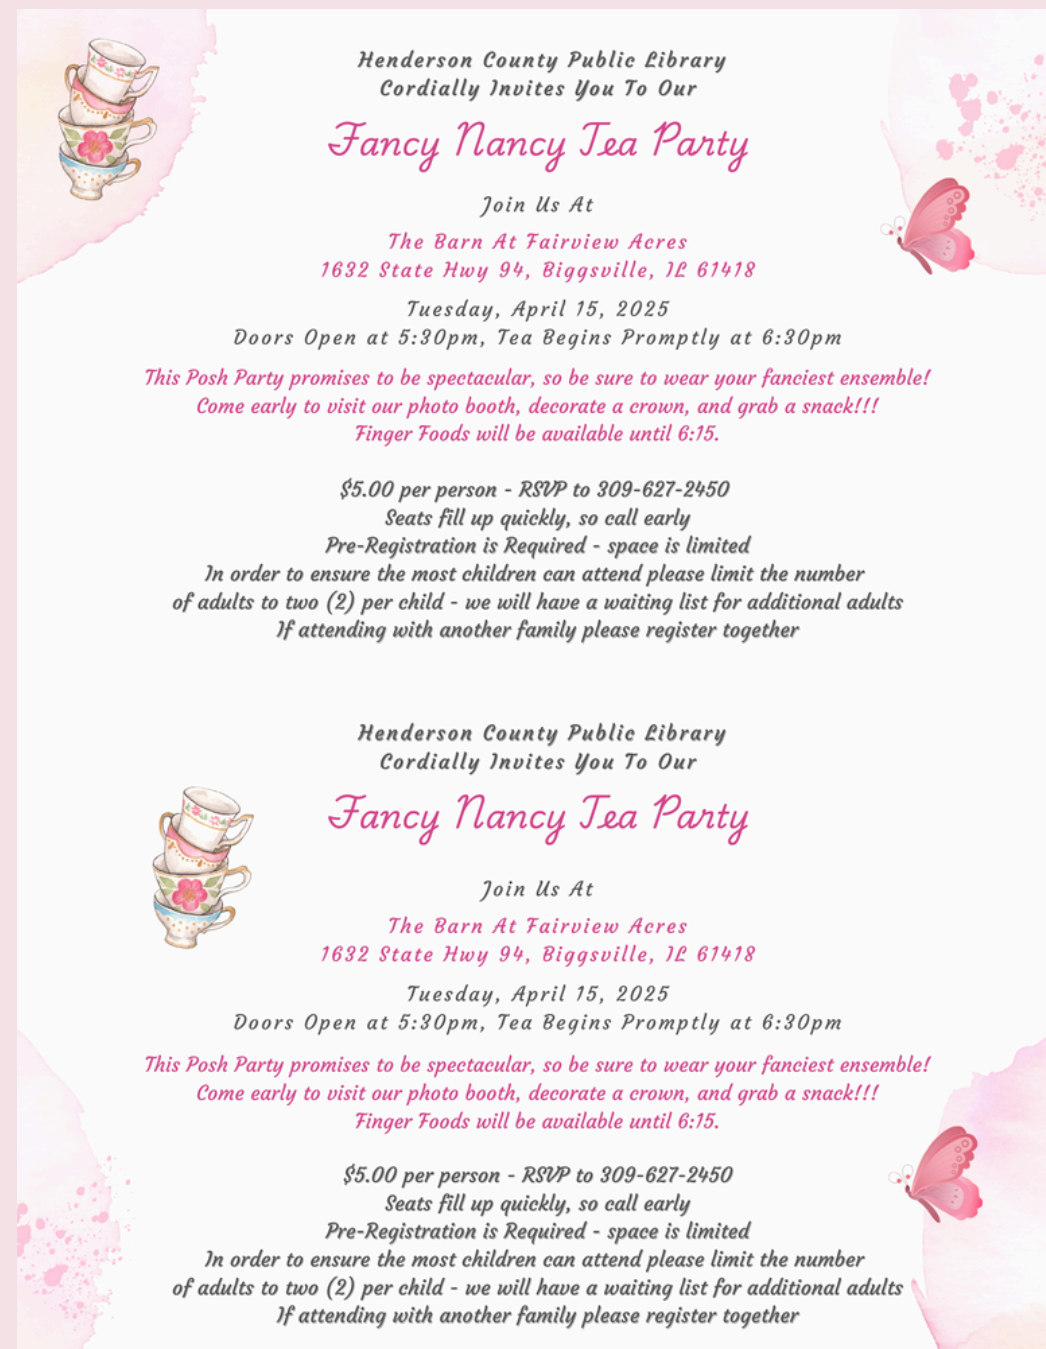 Henderson County Public Library
Cordially Invites You To Our
Fancy Nancy Tea Party
Join Us At
The Barn At Fairview Acres
1632 State Hwy 94, Biggsville, IL 61418
Tuesday, April 15, 2025
Doors Open at 5:30pm, Tea Begins Promptly at 6:30pm
This Posh Party promises to be spectacular, so be sure to wear your fanciest ensemble!
Come early to visit our photo booth, decorate a crown, and grab a snack!!!
Finger Foods will be available until 6:15.
$5.00 per person - RSVP to 309-627-2450
Seats fill up quickly, so call early
Pre-Registration is Required - space is limited
In order to ensure the most children can attend please limit the number
of adults to two (2) per child - we will have a waiting list for additional adults
If attending with another family please register together
Henderson County Public Library
Cordially Invites You To Our
Fancy Nancy Tea Party
Join Us At
The Barn At Fairview Acres
1632 State Hwy 94, Biggsville, IL 61418
Tuesday, April 15, 2025
Doors Open at 5:30pm, Tea Begins Promptly at 6:30pm
This Posh Party promises to be spectacular, so be sure to wear your fanciest ensemble!
Come early to visit our photo booth, decorate a crown, and grab a snack!!!
Finger Foods will be available until 6:15.
$5.00 per person - RSVP to 309-627-2450
Seats fill up quickly, so call early
Pre-Registration is Required - space is limited
In order to ensure the most children can attend please limit the number
of adults to two (2) per child - we will have a waiting list for additional adults
If attending with another family please register together